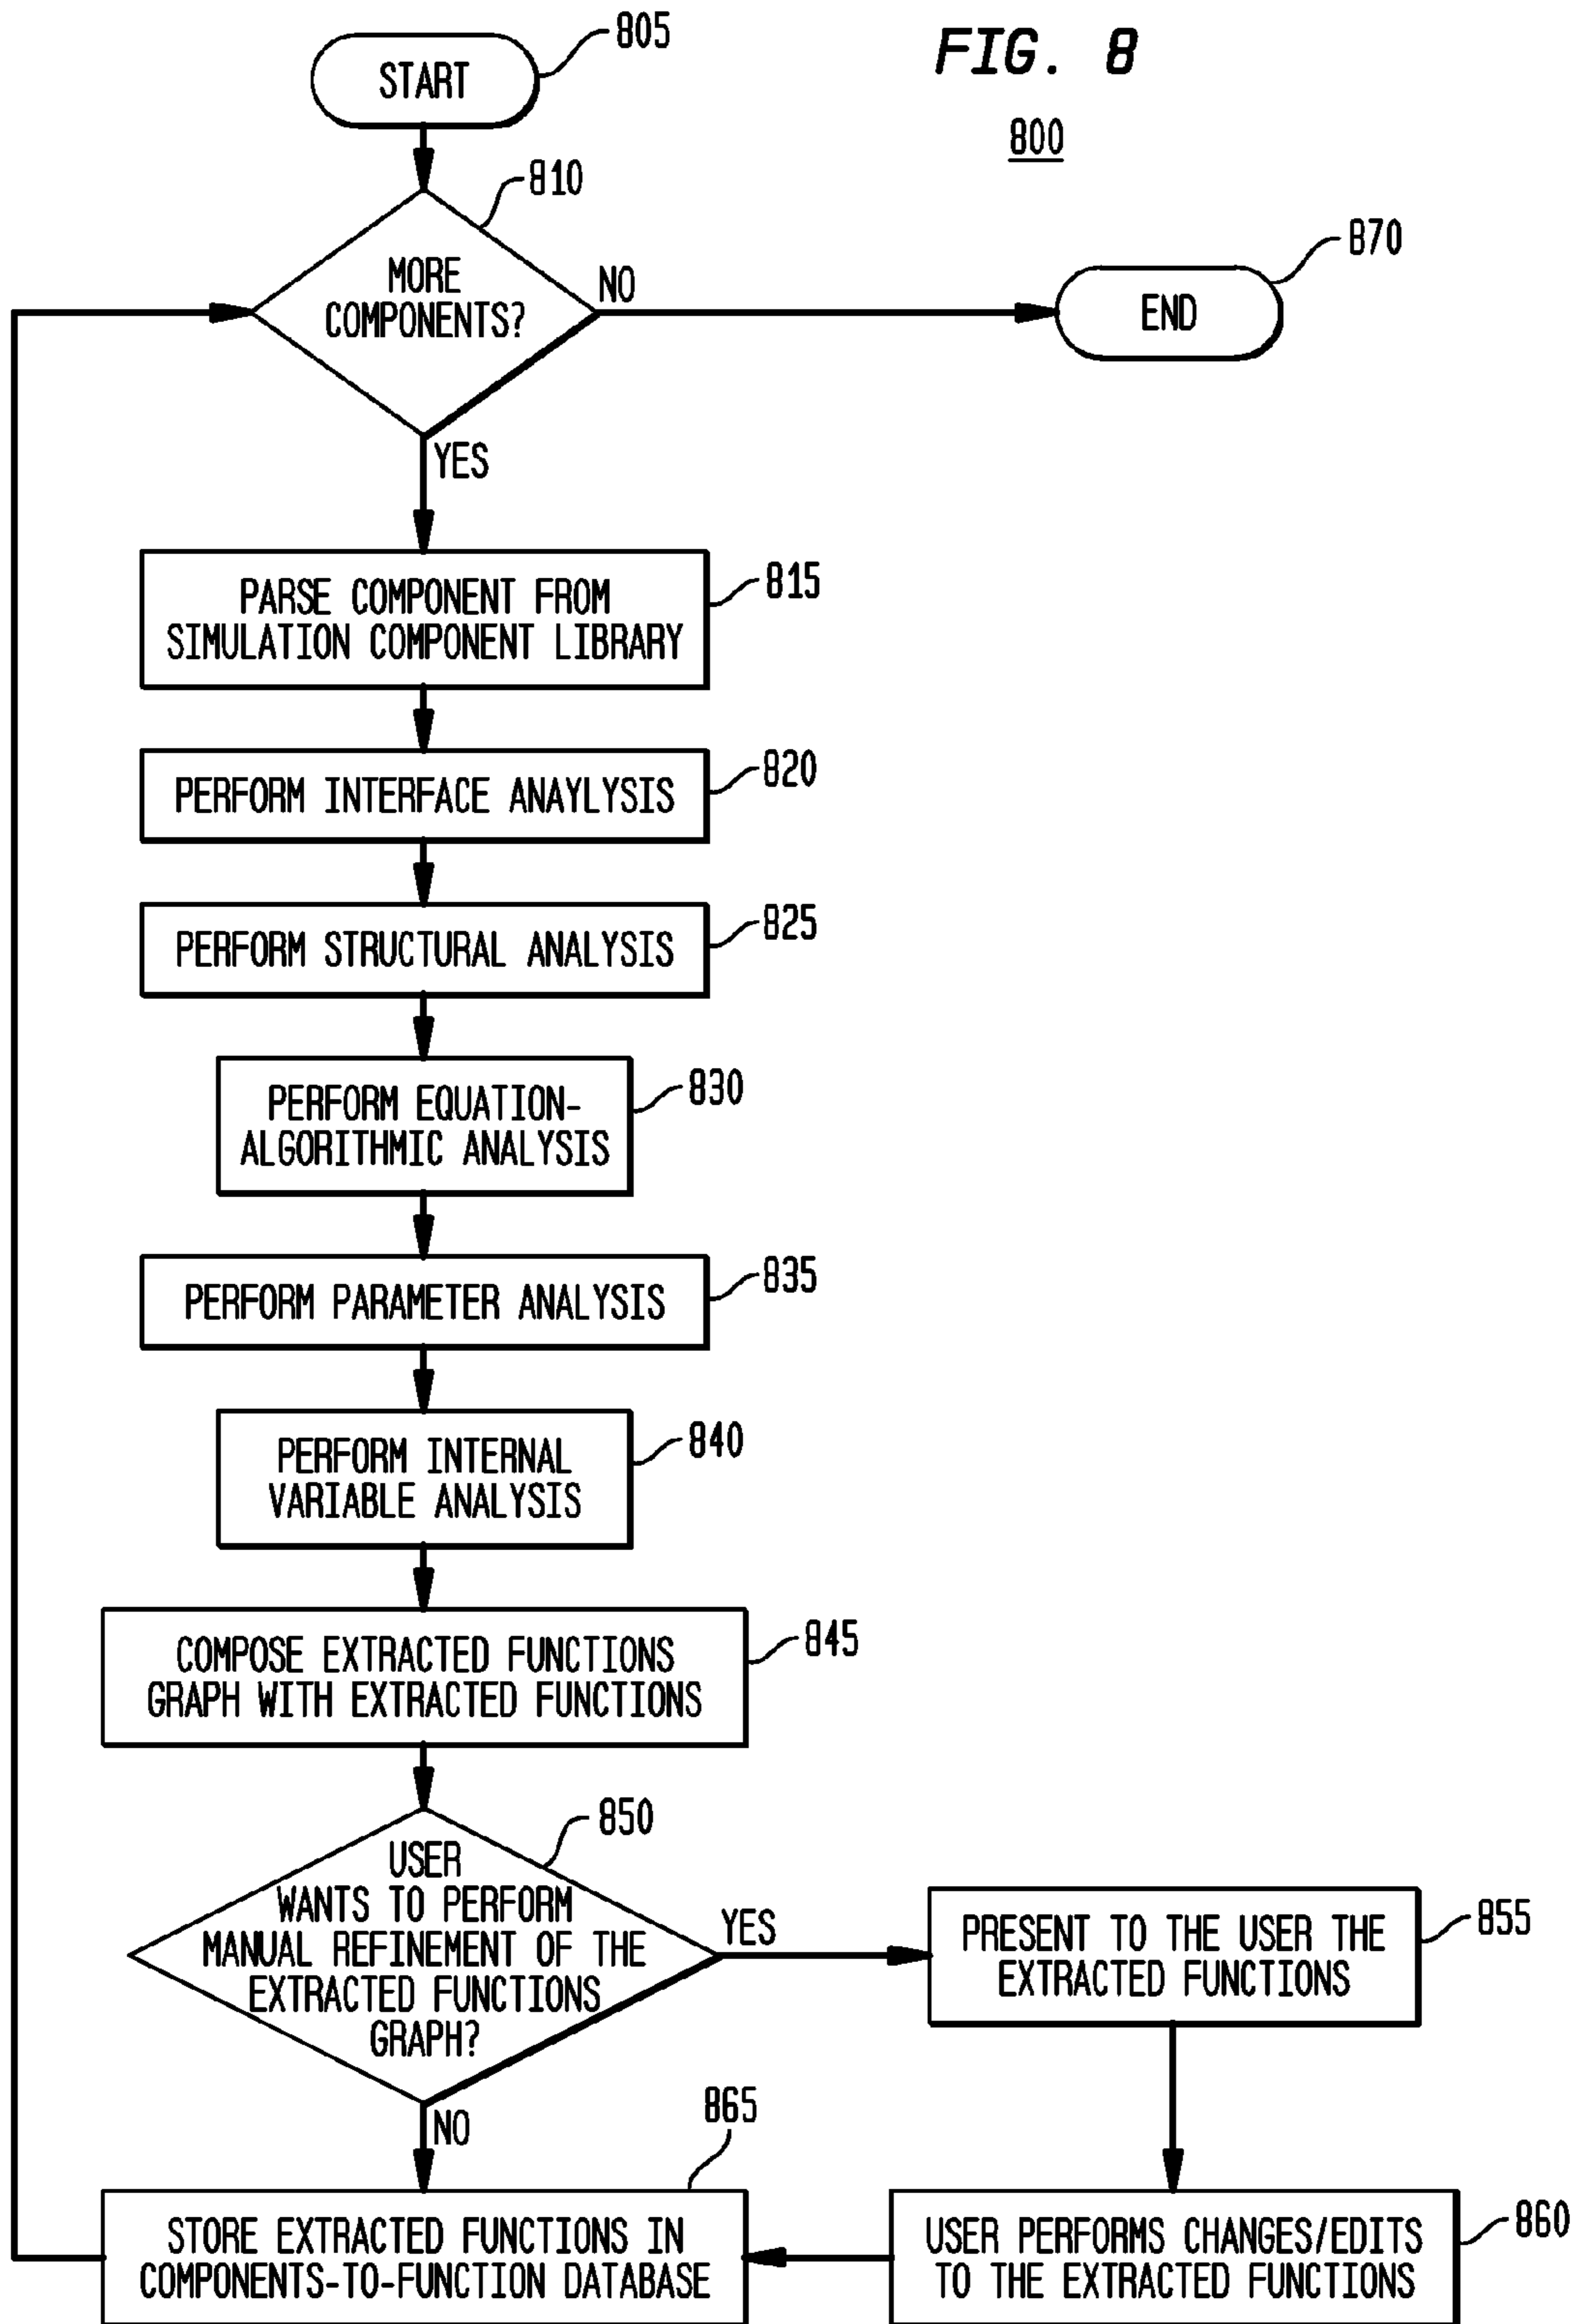 FIG. 8
800
START
805
810
MORE
COMPONENTS?
NO
END
870
YES
PARSE COMPONENT FROM
SIMULATION COMPONENT LIBRARY
815
PERFORM INTERFACE ANAYLYSIS
820
PERFORM STRUCTURAL ANALYSIS
825
PERFORM EQUATION-
ALGORITHMIC ANALYSIS
830
PERFORM PARAMETER ANALYSIS
835
PERFORM INTERNAL
VARIABLE ANALYSIS
840
COMPOSE EXTRACTED FUNCTIONS
GRAPH WITH EXTRACTED FUNCTIONS
845
USER
WANTS TO PERFORM
MANUAL REFINEMENT OF THE
EXTRACTED FUNCTIONS
GRAPH?
850
YES
PRESENT TO THE USER THE
EXTRACTED FUNCTIONS
855
NO
865
STORE EXTRACTED FUNCTIONS IN
COMPONENTS-TO-FUNCTION DATABASE
USER PERFORMS CHANGES/EDITS
TO THE EXTRACTED FUNCTIONS
860